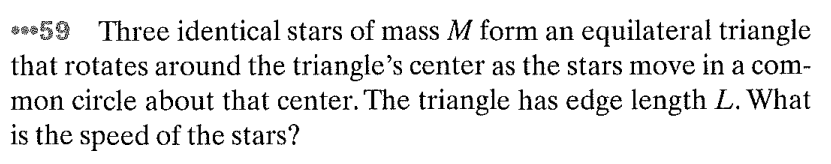 •••59 Three identical stars of mass M form an equilateral triangle
that rotates around the triangle's center as the stars move in a com-
mon circle about that center. The triangle has edge length L. What
is the speed of the stars?